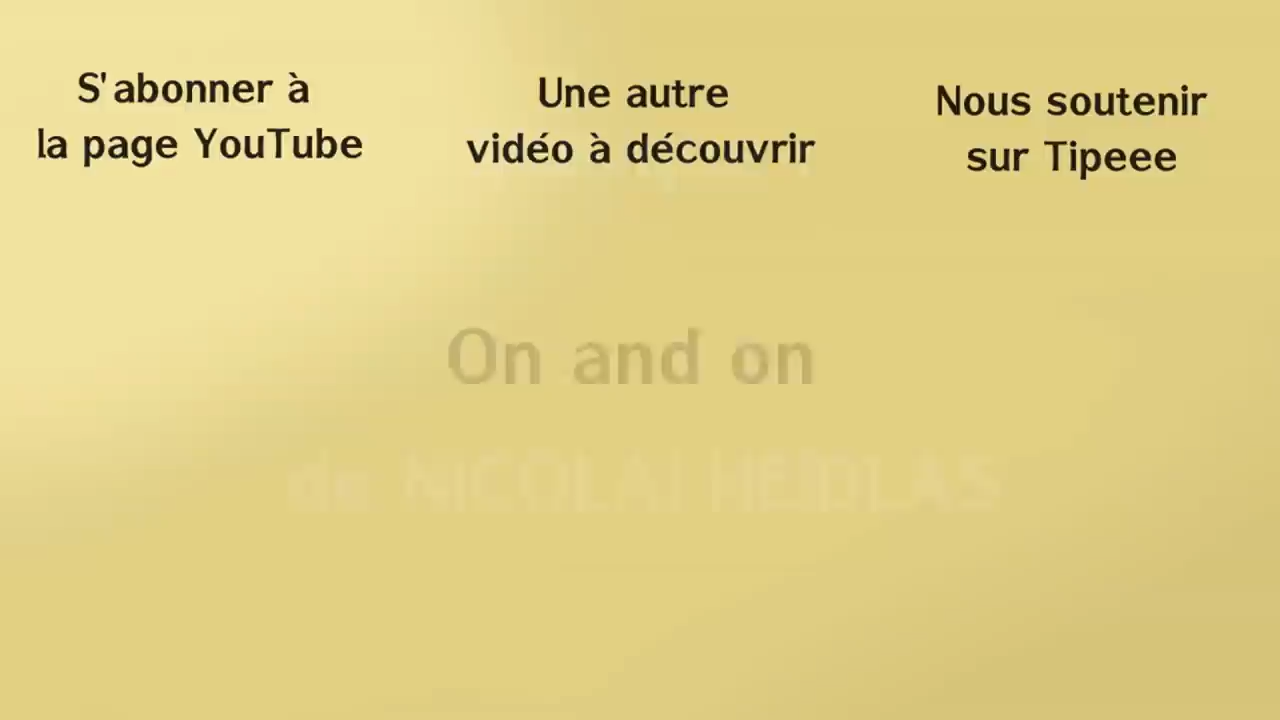 S'abonner à
la page YouTube
Une autre
vidéo à découvrir
Nous soutenir
sur Tipeee
On and on
de NICOLAI HEIDLAS